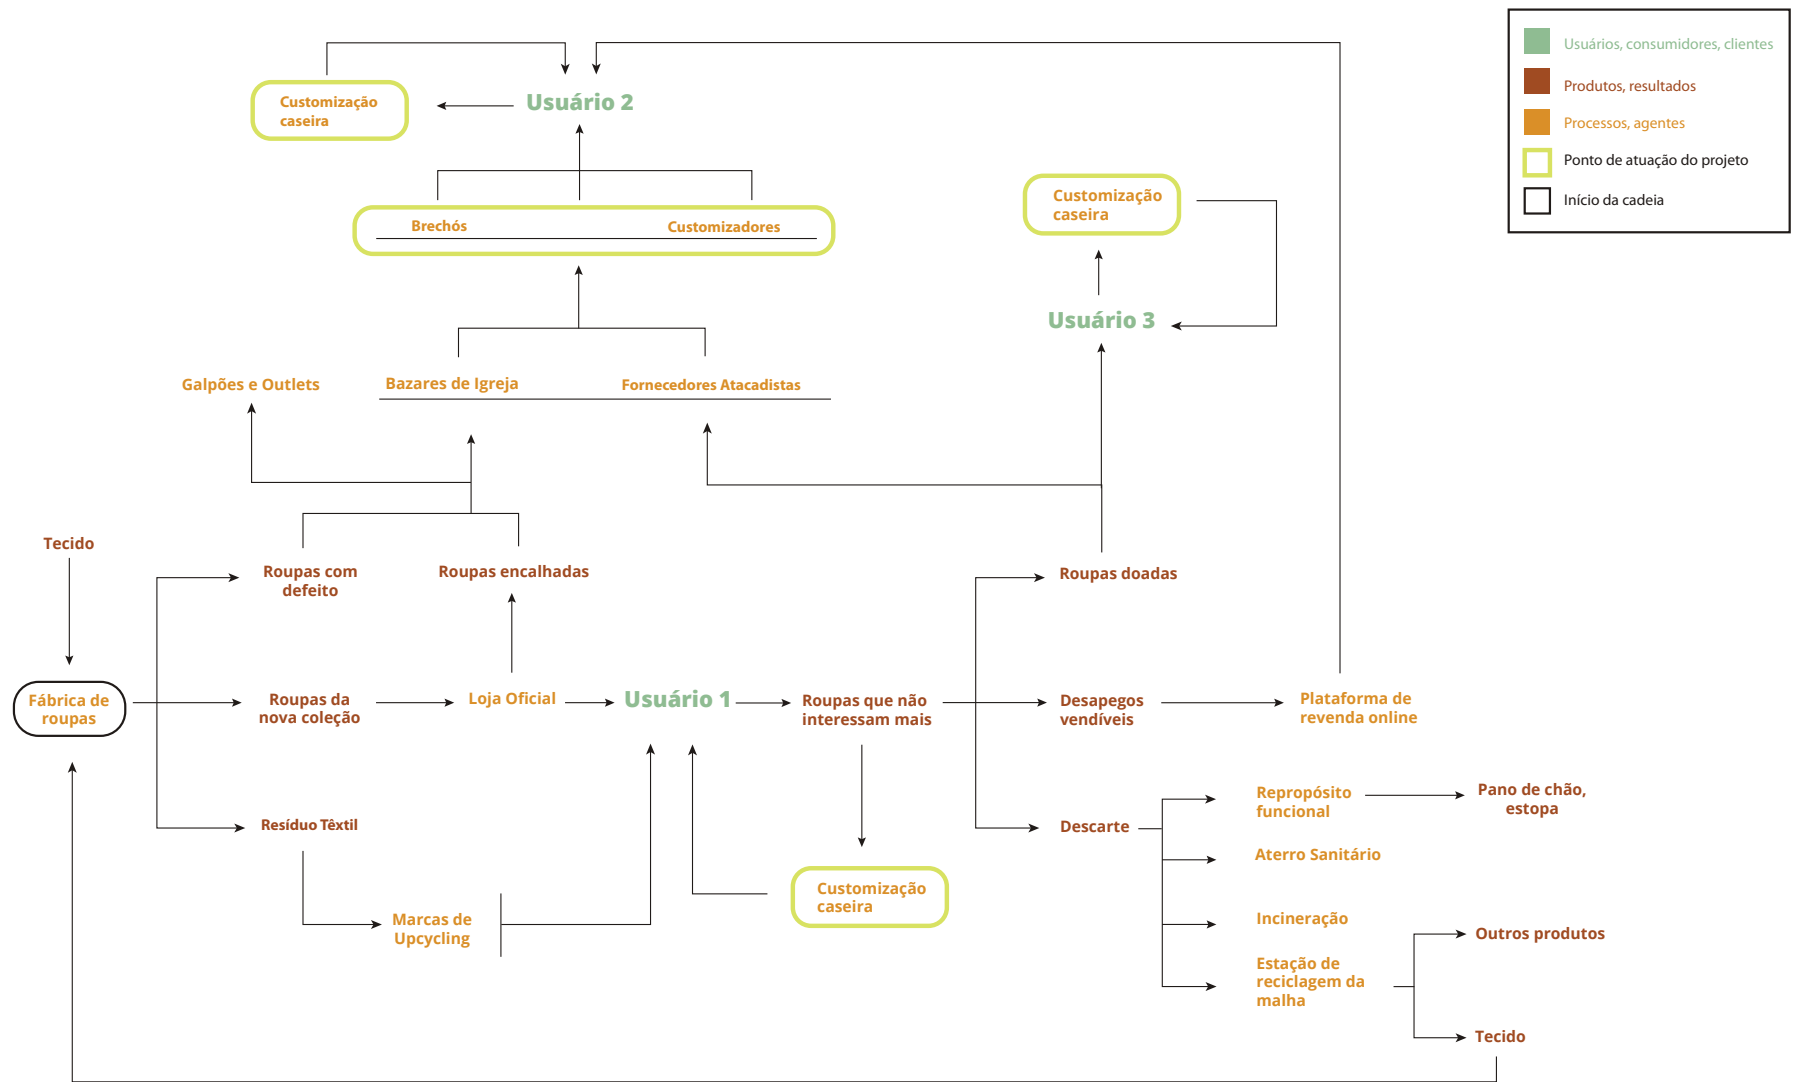 Usuários, consumidores, clientes
Produtos, resultados
Processos, agentes
Ponto de atuação do projeto
Início da cadeia
Customização
caseira
Usuário 2
Brechós
Customizadores
Customização
caseira
Usuário 3
Galpões e Outlets
Bazares de Igreja
Fornecedores Atacadistas
Tecido
Roupas com
defeito
Roupas encalhadas
Roupas doadas
Fábrica de
roupas
Roupas da
nova coleção
Loja Oficial
Usuário 1
Roupas que não
interessam mais
Desapegos
vendíveis
Plataforma de
revenda online
Resíduo Têxtil
Descarte
Repropósito
funcional
Pano de chão,
estopa
Aterro Sanitário
Customização
caseira
Marcas de
Upcycling
Incineração
Outros produtos
Estação de
reciclagem da
malha
Tecido